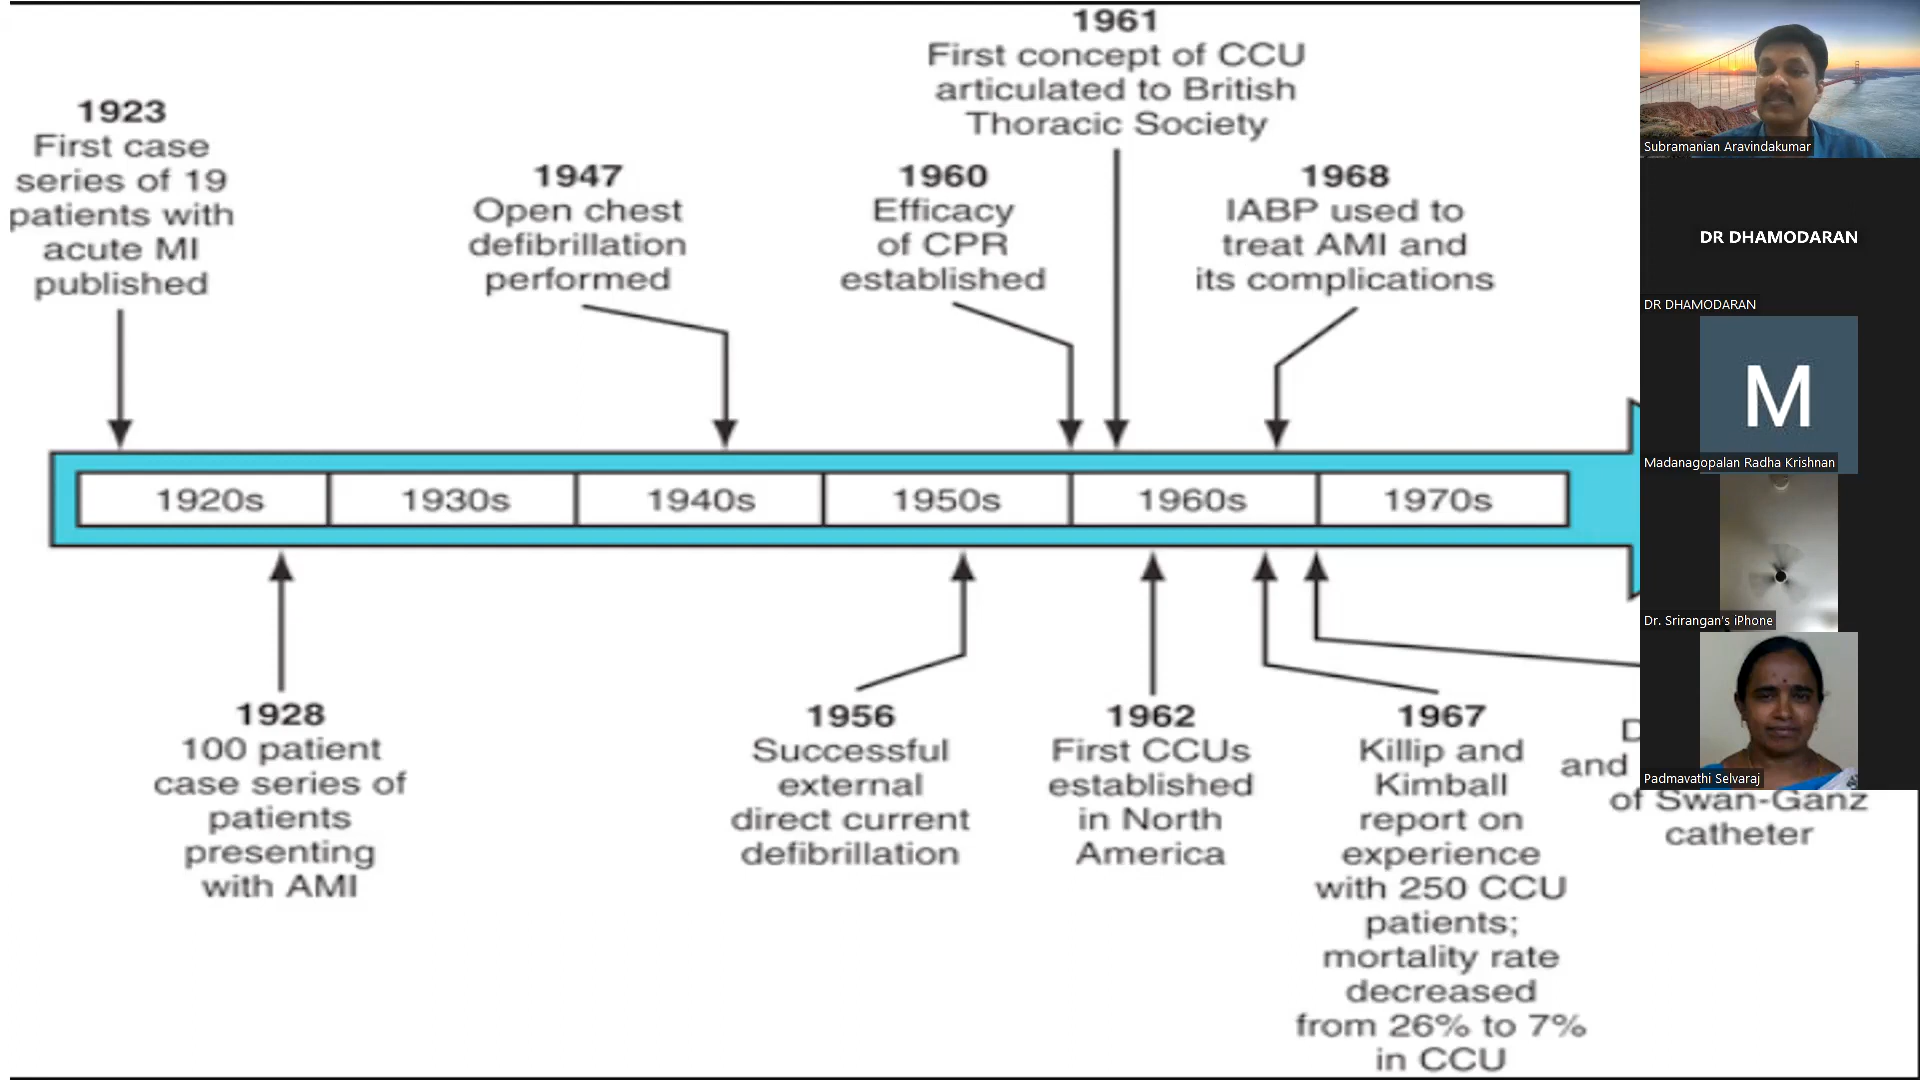 1961
First concept of CCU
articulated to British
Thoracic Society
1923
First case
series of 19
patients with
acute MI
published
1947
Open chest
defibrillation
performed
1960
Efficacy
of CPR
established
1968
IABP used to
treat AMI and
its complications
1920s
1930s
1940s
1950s
1960s
1970s
1928
100 patient
case series of
patients
presenting
with AMI
1956
Successful
external
direct current
defibrillation
1962
First CCUs
established
in North
America
1967
Killip and
Kimball
report on
experience
with 250 CCU
patients;
mortality rate
decreased
from 26% to 7%
in CCU
and
of Swan-Ganz
catheter
Subramanian Aravindakumar
DR DHAMODARAN
DR DHAMODARAN
M
Madanagopalan Radha Krishnan
Dr. Srirangan's iPhone
Padmavathi Selvaraj